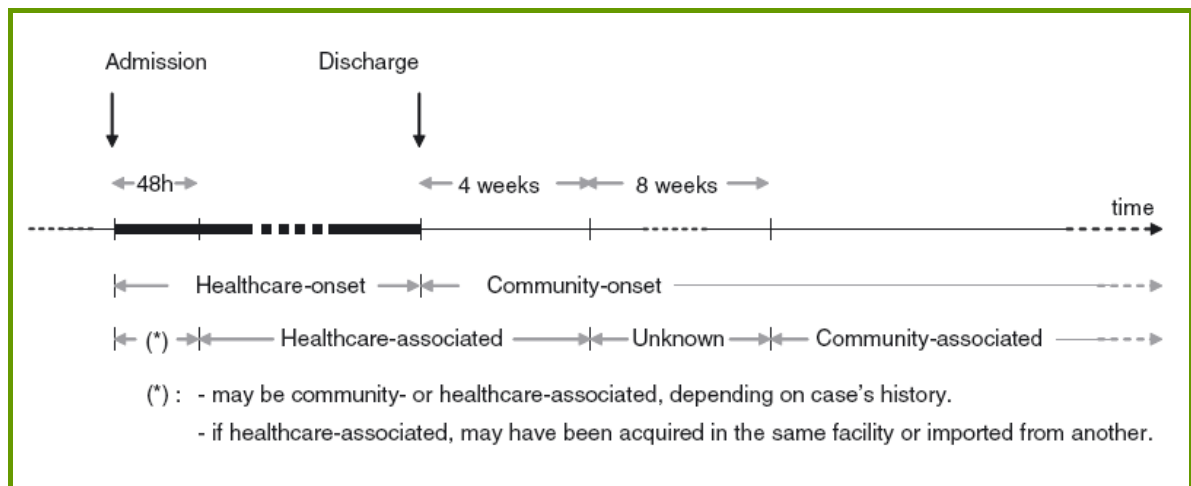 Admission Discharge
48h 4 weeks 8 weeks
time
Healthcare-onset Community-onset
(*) Healthcare-associated Unknown Community-associated
(*) : - may be community- or healthcare-associated, depending on case's history.
- if healthcare-associated, may have been acquired in the same facility or imported from another.